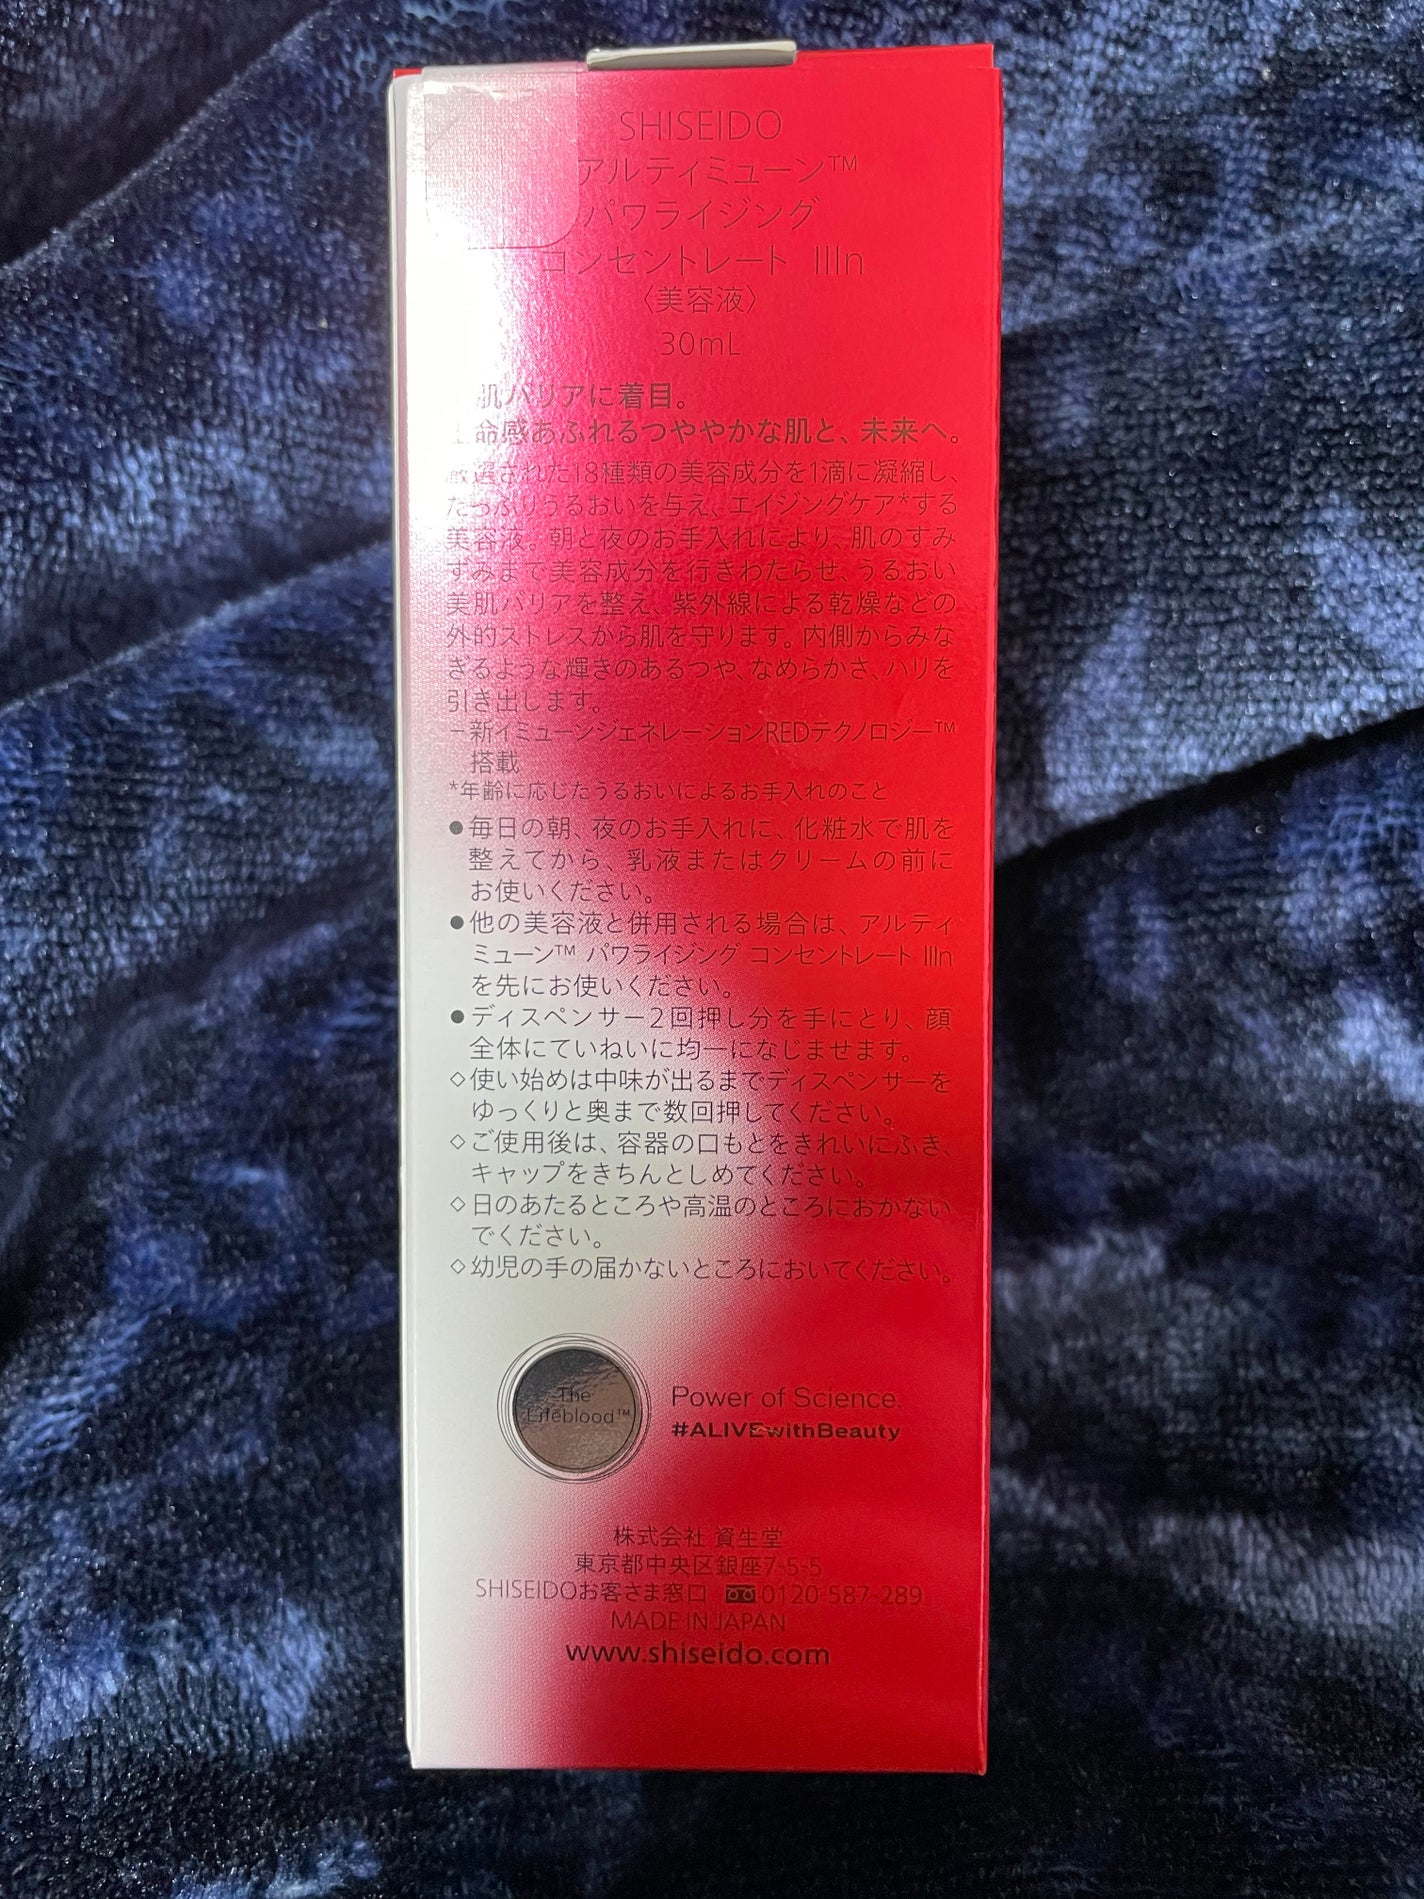 SHISEIDO
アルティミューン™
パワライジング
コンセントレート IIIn
〈美容液〉
30mL
肌バリアに着目。
命感あふれるつややかな肌と、未来へ。
厳選された18種類の美容成分を1滴に凝縮し、
たっぷりうるおいを与え、エイジングケア*する
美容液。朝と夜のお手入れにより、肌のすみ
ずみまで美容成分を行きわたらせ、うるおい
美肌バリアを整え、紫外線による乾燥などの
外的ストレスから肌を守ります。内側からみな
ぎるような輝きのあるつや、なめらかさ、ハリを
引き出します。
−新イミューンジェネレーションREDテクノロジー™
搭載
*年齢に応じたうるおいによるお手入れのこと
●毎日の朝、夜のお手入れに、化粧水で肌を
整えてから、乳液またはクリームの前に
お使いください。
●他の美容液と併用される場合は、アルティ
ミューン™ パワライジング コンセントレート IIIn
を先にお使いください。
●ディスペンサー2回押し分を手にとり、顔
全体にていねいに均一になじませます。
◇使い始めは中味が出るまでディスペンサーを
ゆっくりと奥まで数回押してください。
◇ご使用後は、容器の口もとをきれいにふき、
キャップをきちんとしめてください。
◇日のあたるところや高温のところにおかない
でください。
◇幼児の手の届かないところにおいてください。
The
Lifeblood™
Power of Science.
#ALIVEwithBeauty
株式会社 資生堂
東京都中央区銀座7-5-5
SHISEIDOお客さま窓口 0120-587-289
MADE IN JAPAN
www.shiseido.com